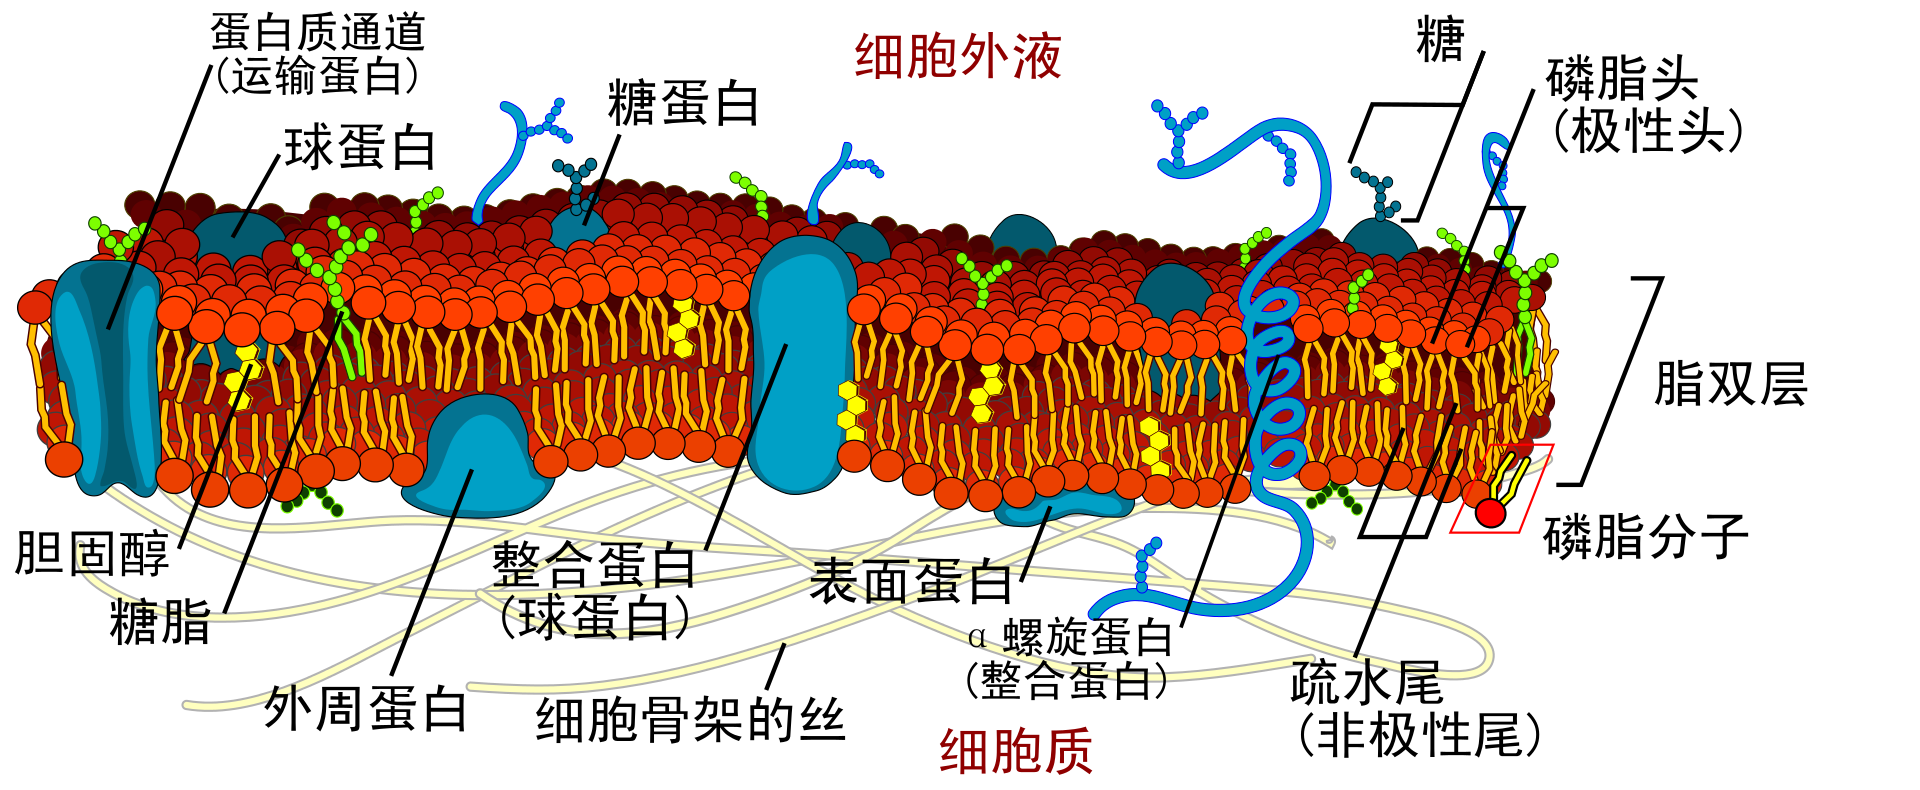 蛋白质通道
(运输蛋白)
球蛋白
糖蛋白
细胞外液
糖
磷脂头
(极性头)
脂双层
磷脂分子
胆固醇
糖脂
外周蛋白
整合蛋白
(球蛋白)
细胞骨架的丝
表面蛋白
α 螺旋蛋白
(整合蛋白)
细胞质
疏水尾
(非极性尾)